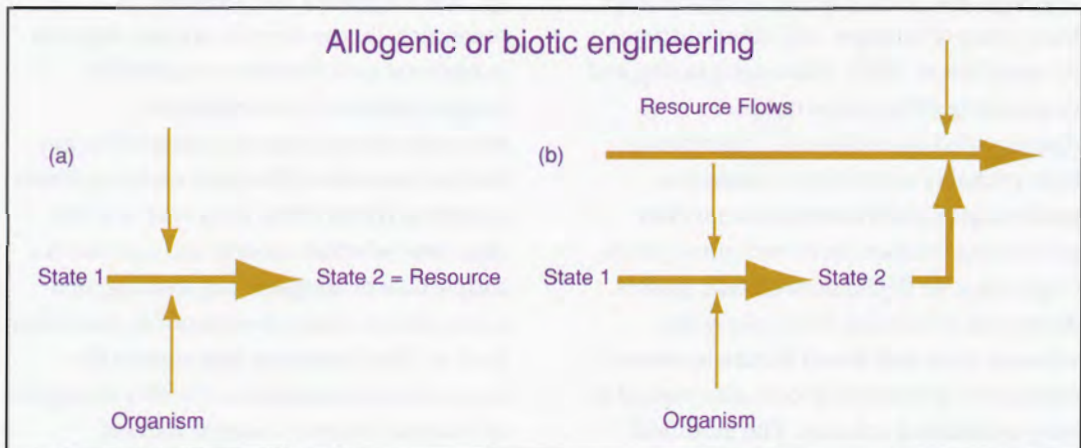 Allogenic or biotic engineering
(a)
State 1
State 2 = Resource
Organism
(b)
Resource Flows
State 1
State 2
Organism